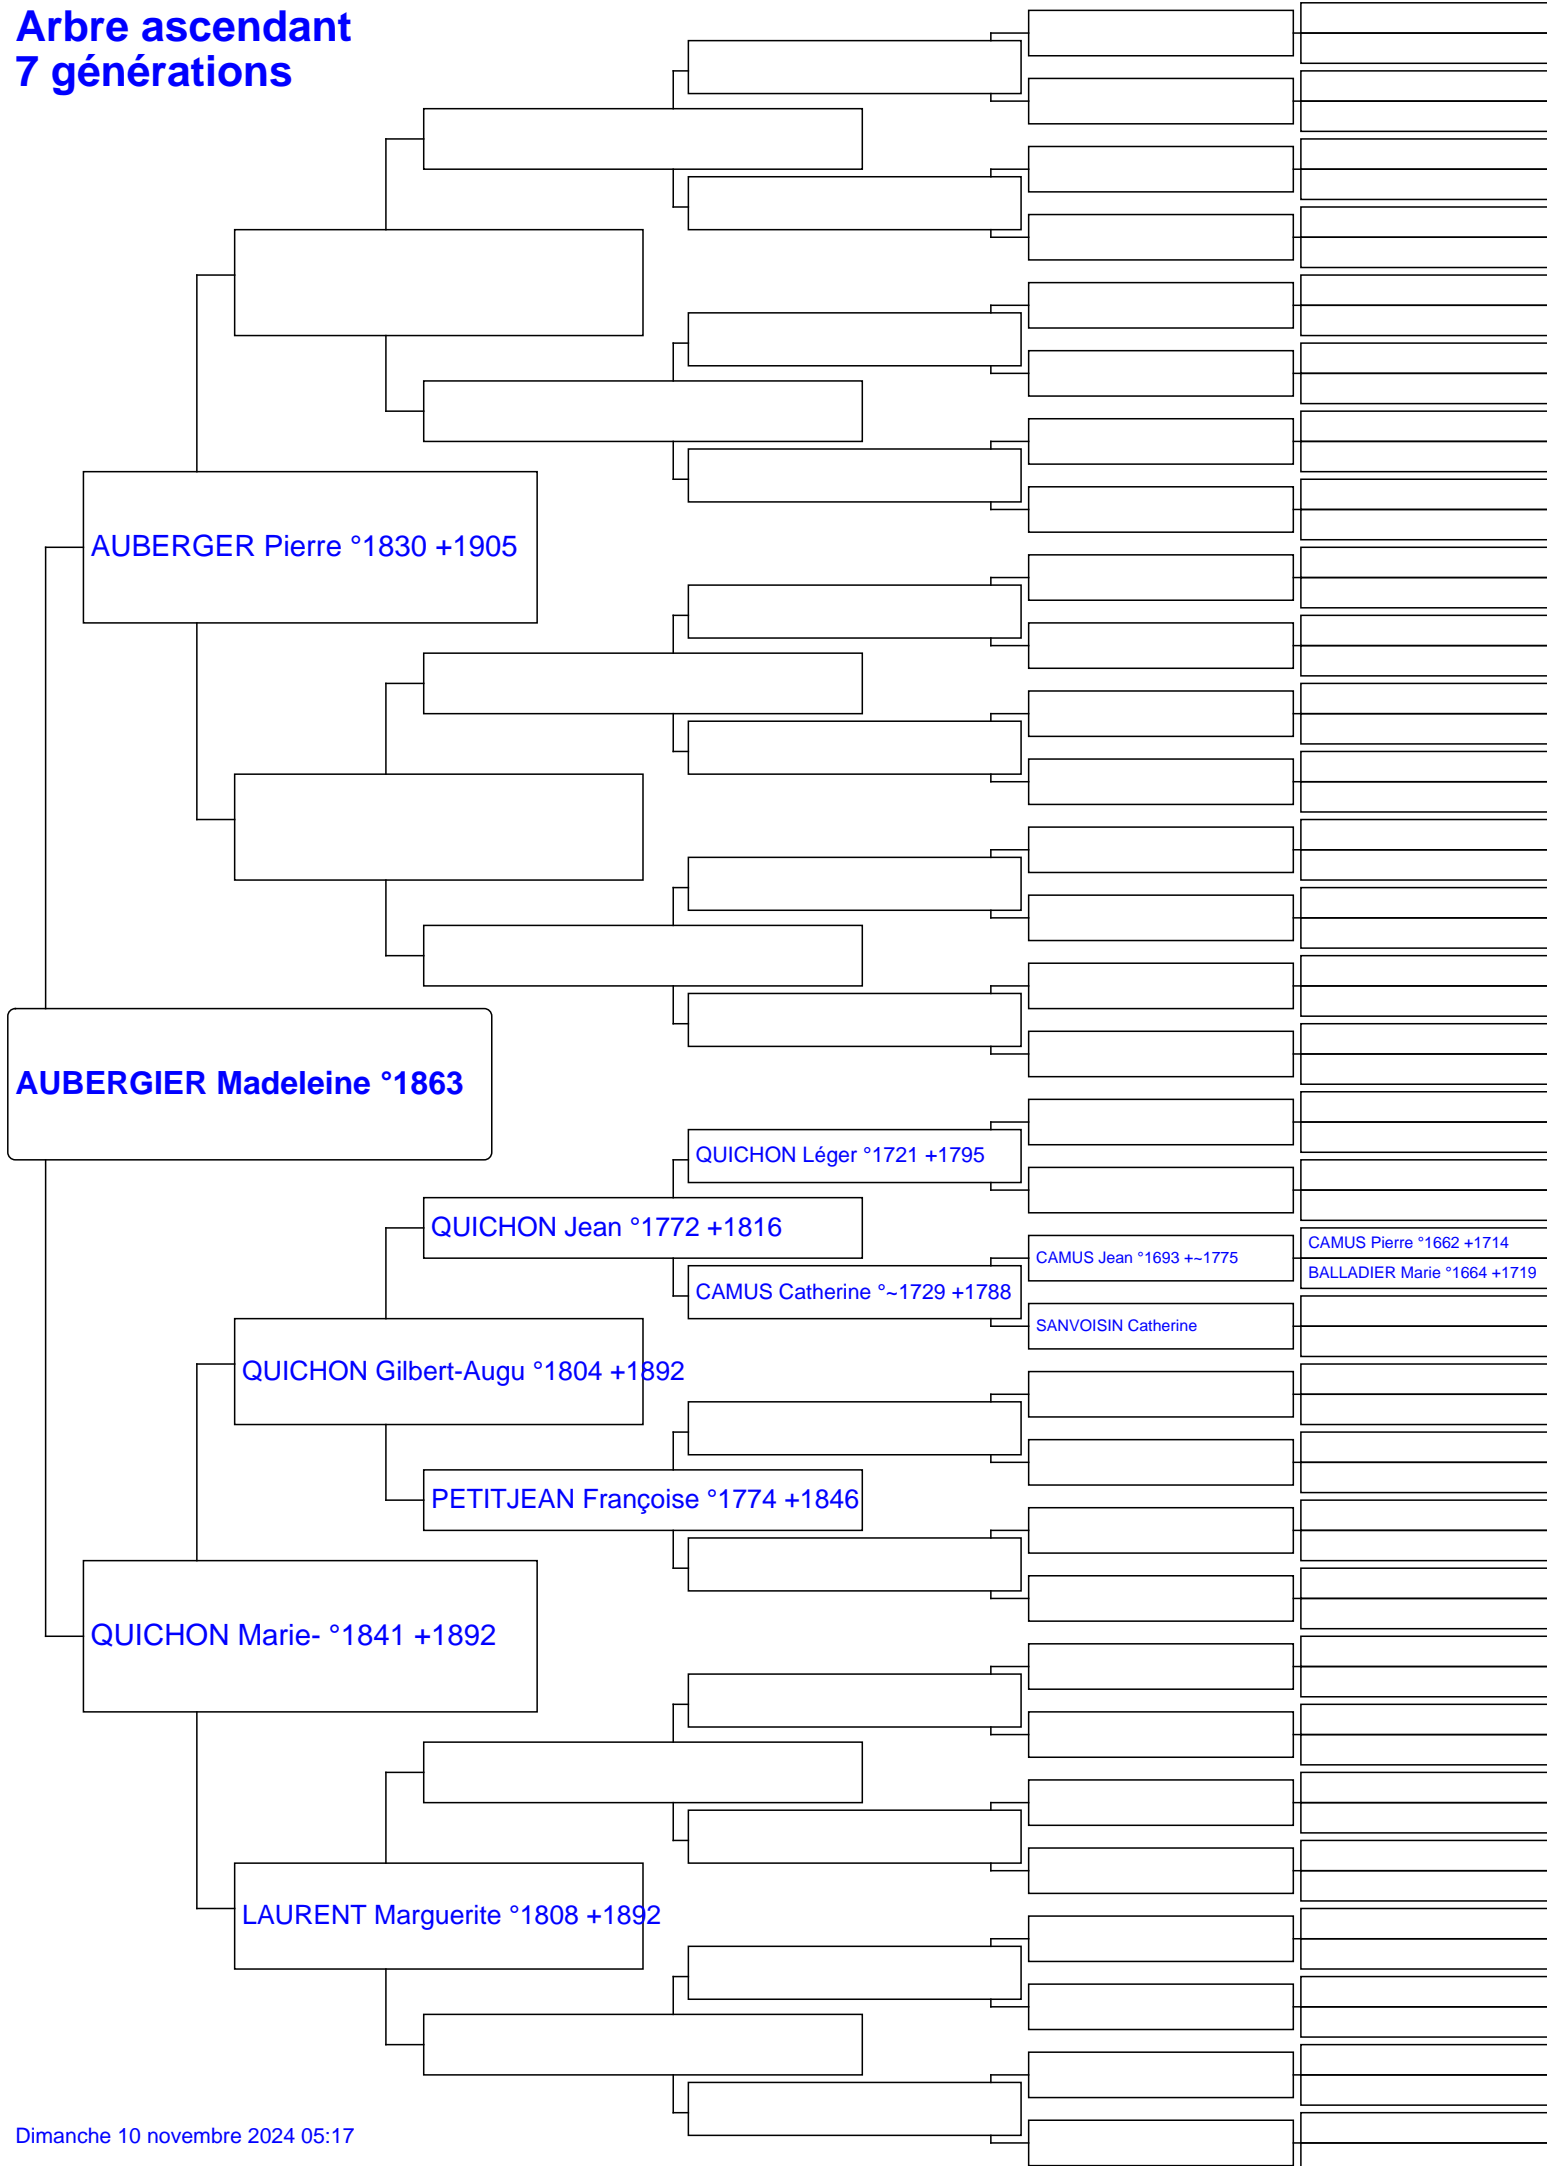 Arbre ascendant
7 générations
AUBERGER Pierre °1830 +1905
AUBERGIER Madeleine °1863
QUICHON Léger °1721 +1795
QUICHON Jean °1772 +1816
CAMUS Pierre °1662 +1714
CAMUS Jean °1693 +~1775
BALLADIER Marie °1664 +1719
CAMUS Catherine °~1729 +1788
SANVOISIN Catherine
QUICHON Gilbert-Augu °1804 +1892
PETITJEAN Françoise °1774 +1846
QUICHON Marie- °1841 +1892
LAURENT Marguerite °1808 +1892
Dimanche 10 novembre 2024 05:17